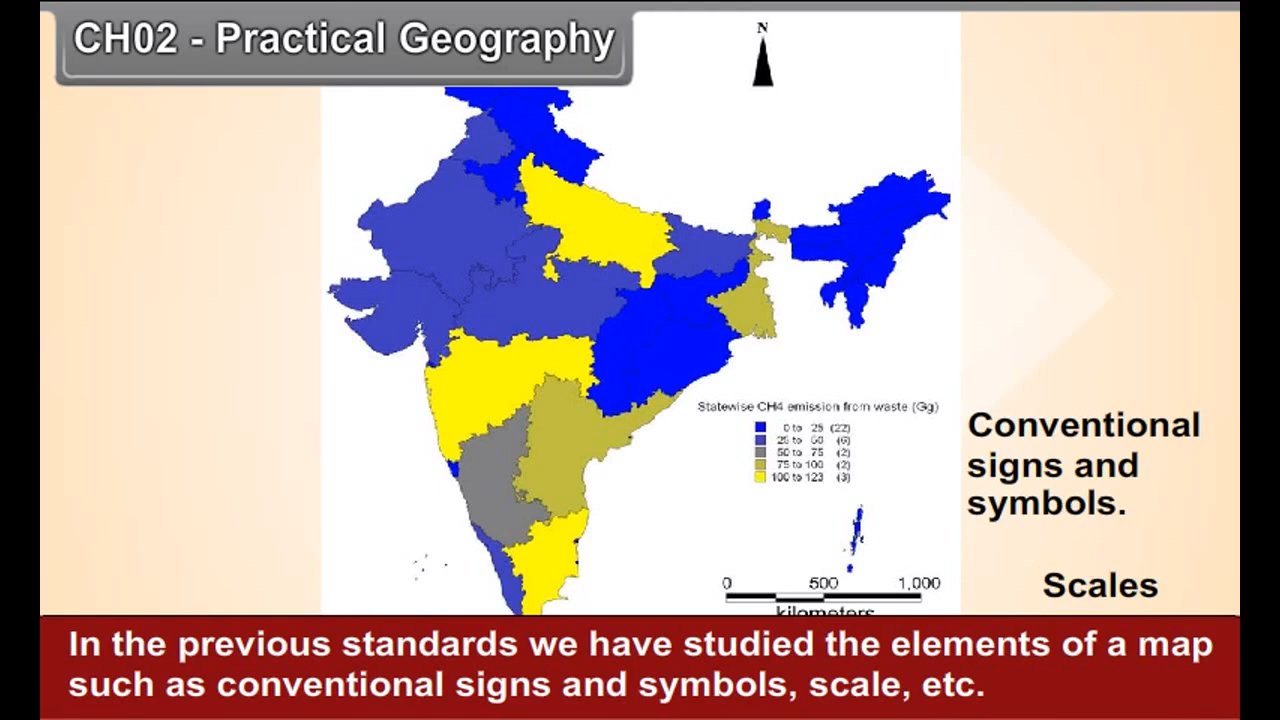 CH02 - Practical Geography
N
Statewise CH4 emission from waste (Gg)
0 to 25 (22)
25 to 50 (6)
50 to 75 (2)
75 to 100 (2)
100 to 123 (3)
Conventional
signs and
symbols.
0 500 1,000
kilometers
Scales
In the previous standards we have studied the elements of a map
such as conventional signs and symbols, scale, etc.